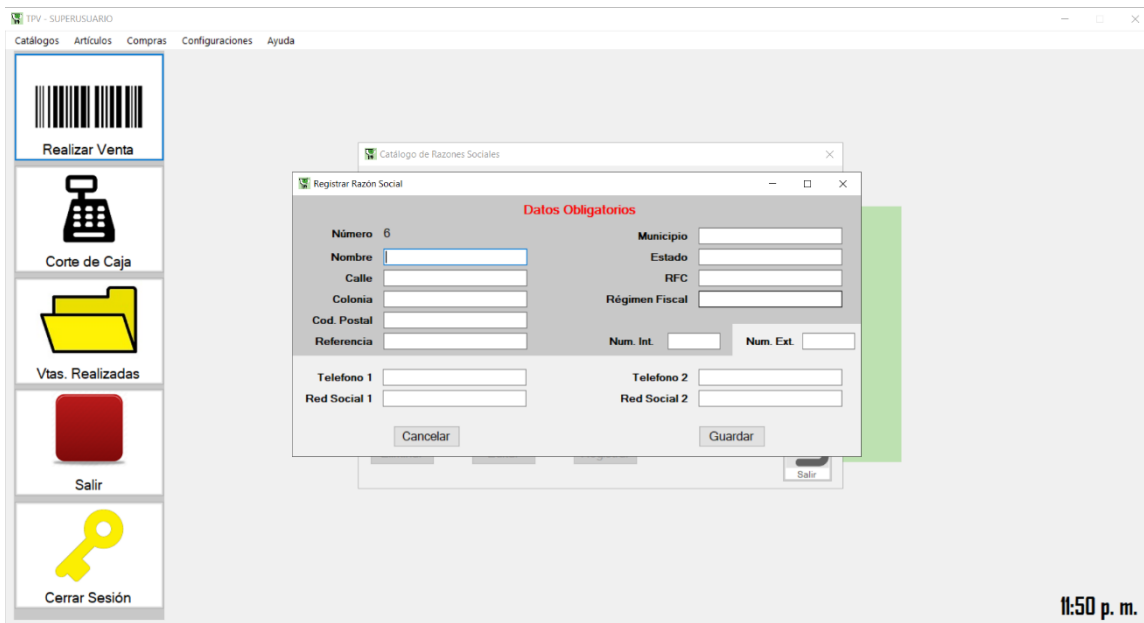 TPV - SUPERUSUARIO
Catálogos Artículos Compras Configuraciones Ayuda
Realizar Venta
Corte de Caja
Vtas. Realizadas
Salir
Cerrar Sesión
Catálogo de Razones Sociales
Registrar Razón Social
Datos Obligatorios
Número 6
Nombre
Calle
Colonia
Cod. Postal
Referencia
Municipio
Estado
RFC
Régimen Fiscal
Num. Int. Num. Ext.
Telefono 1 Telefono 2
Red Social 1 Red Social 2
Cancelar Guardar
Salir
11:50 p. m.